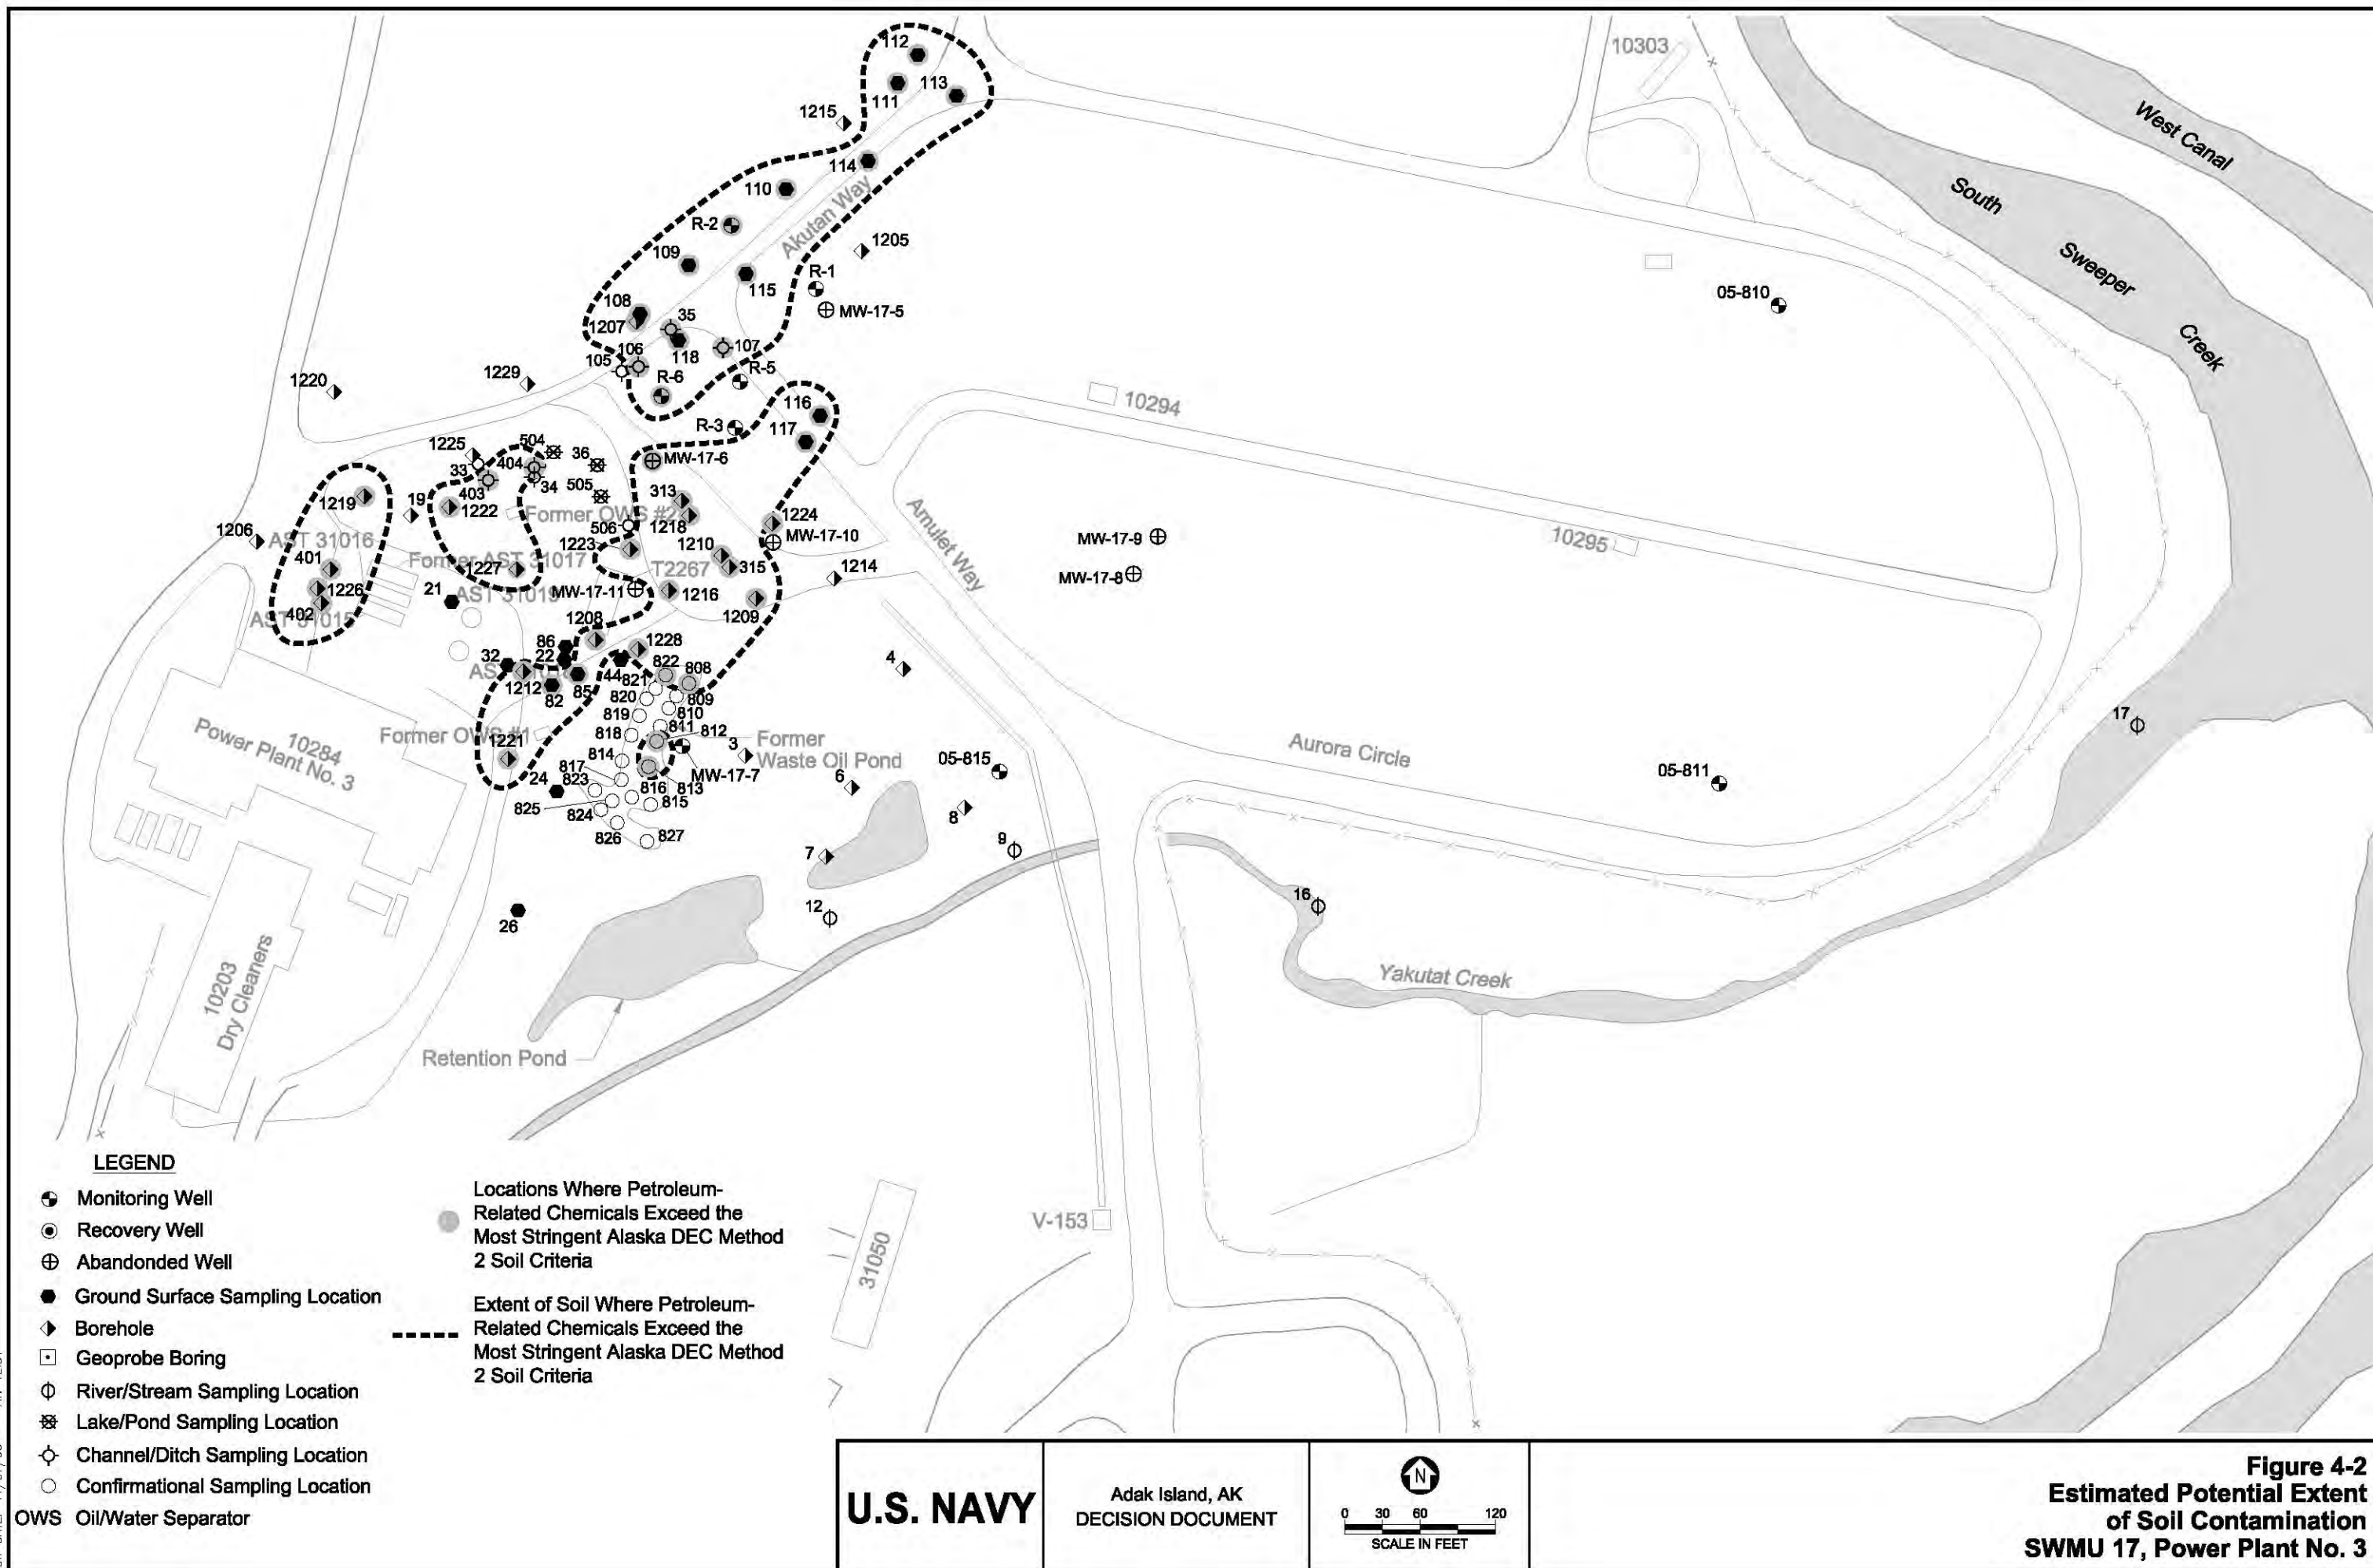 112
111
113
1215
114
110
Akutan Way
R-2
109
1205
R-1
115
MW-17-5
108
35
1207
106
118
107
105
R-6
R-5
1220
1229
116
R-3
117
1225
504
36
MW-17-6
33
404
403
34
505
313
1219
19
1222
Former OWS #2
506
1218
1224
1206
AST 31016
MW-17-10
1223
1210
401
Former AST 31017
1227
T2267
315
1214
1226
21
AST 31019
MW-17-11
1216
402
AST 31015
1208
1209
86
1228
32
22
822
808
AS
1212
85
44
821
82
820
809
819
810
811
812
818
Former OWS #1
1221
814
3
Former
Waste Oil Pond
817
MW-17-7
24
823
816
813
825
815
824
826
827
4
6
05-815
8
7
9
12
26
16
17
10303
West Canal
South
Sweeper
Creek
05-810
10294
10295
Amulet Way
MW-17-9
MW-17-8
Aurora Circle
05-811
Yakutat Creek
10284
Power Plant No. 3
10203
Dry Cleaners
Retention Pond
V-153
31050
LEGEND
Monitoring Well
Recovery Well
Abandonded Well
Ground Surface Sampling Location
Borehole
Geoprobe Boring
River/Stream Sampling Location
Lake/Pond Sampling Location
Channel/Ditch Sampling Location
Confirmational Sampling Location
OWS Oil/Water Separator
Locations Where Petroleum-
Related Chemicals Exceed the
Most Stringent Alaska DEC Method
2 Soil Criteria
Extent of Soil Where Petroleum-
Related Chemicals Exceed the
Most Stringent Alaska DEC Method
2 Soil Criteria
U.S. NAVY
Adak Island, AK
DECISION DOCUMENT
N
0 30 60 120
SCALE IN FEET
Figure 4-2
Estimated Potential Extent
of Soil Contamination
SWMU 17, Power Plant No. 3